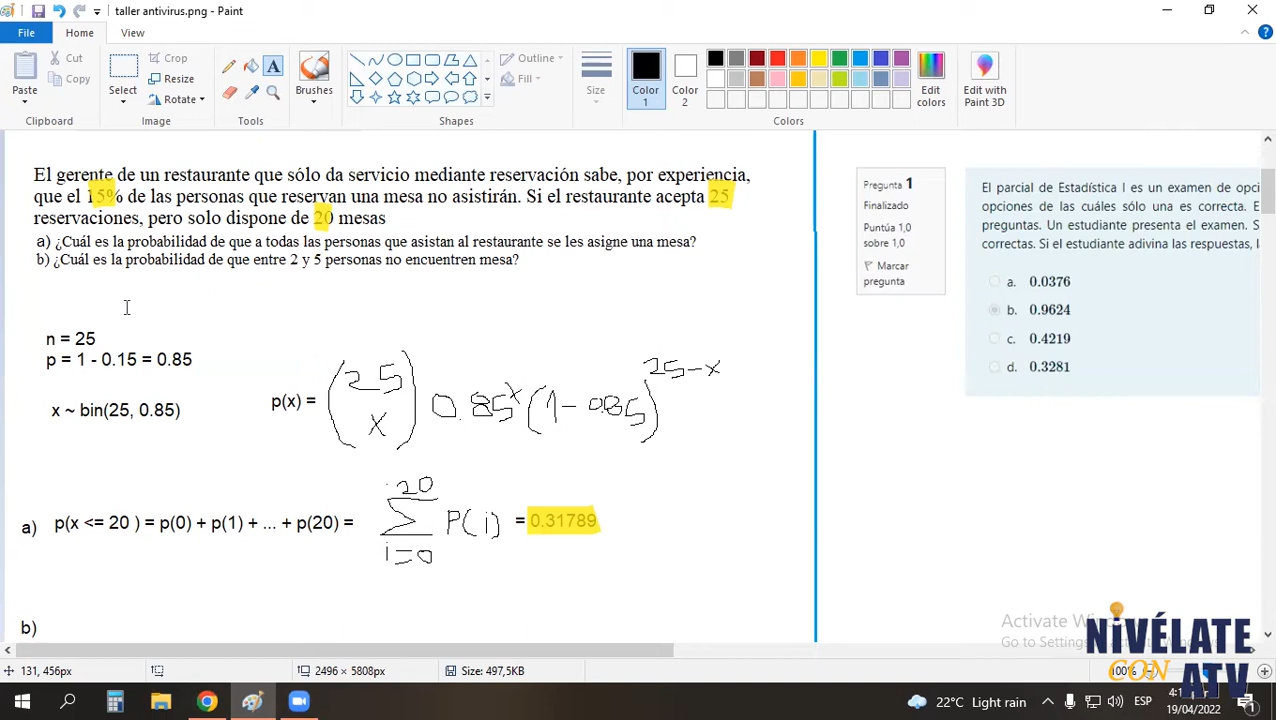 taller antivirus.png - Paint
File
Home
View
Paste
Cut
Copy
Clipboard
Select
Crop
Resize
Rotate
Image
Tools
Brushes
Shapes
Outline
Fill
Size
Color 1
Color 2
Edit colors
Edit with Paint 3D
Colors
El gerente de un restaurante que sólo da servicio mediante reservación sabe, por experiencia,
que el 15% de las personas que reservan una mesa no asistirán. Si el restaurante acepta 25
reservaciones, pero solo dispone de 20 mesas
a) ¿Cuál es la probabilidad de que a todas las personas que asistan al restaurante se les asigne una mesa?
b) ¿Cuál es la probabilidad de que entre 2 y 5 personas no encuentren mesa?
n = 25
p = 1 - 0.15 = 0.85
x ~ bin(25, 0.85)
p(x) = (25 x) 0.85^x (1-0.85)^25-x
a) p(x <= 20 ) = p(0) + p(1) + ... + p(20) = 20 Σ i=0 P(i) = 0.31789
b)
Pregunta 1
Finalizado
Puntúa 1,0
sobre 1,0
Marcar
pregunta
El parcial de Estadística I es un examen de opci
opciones de las cuáles sólo una es correcta. E
preguntas. Un estudiante presenta el examen. S
correctas. Si el estudiante adivina las respuestas, l
a. 0.0376
b. 0.9624
c. 0.4219
d. 0.3281
NiVÉLATE
CON ATV
131, 456px
2496 × 5808px
Size: 497,5KB
100%
22°C Light rain
ESP
19/04/2022